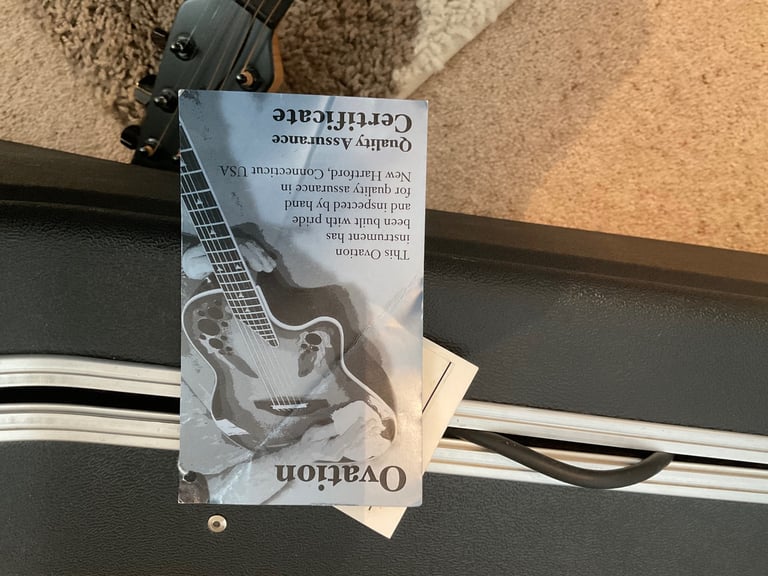 Ovation
This Ovation
instrument has
been built with pride
and inspected by hand
for quality assurance in
New Hartford, Connecticut USA
Quality Assurance
Certificate